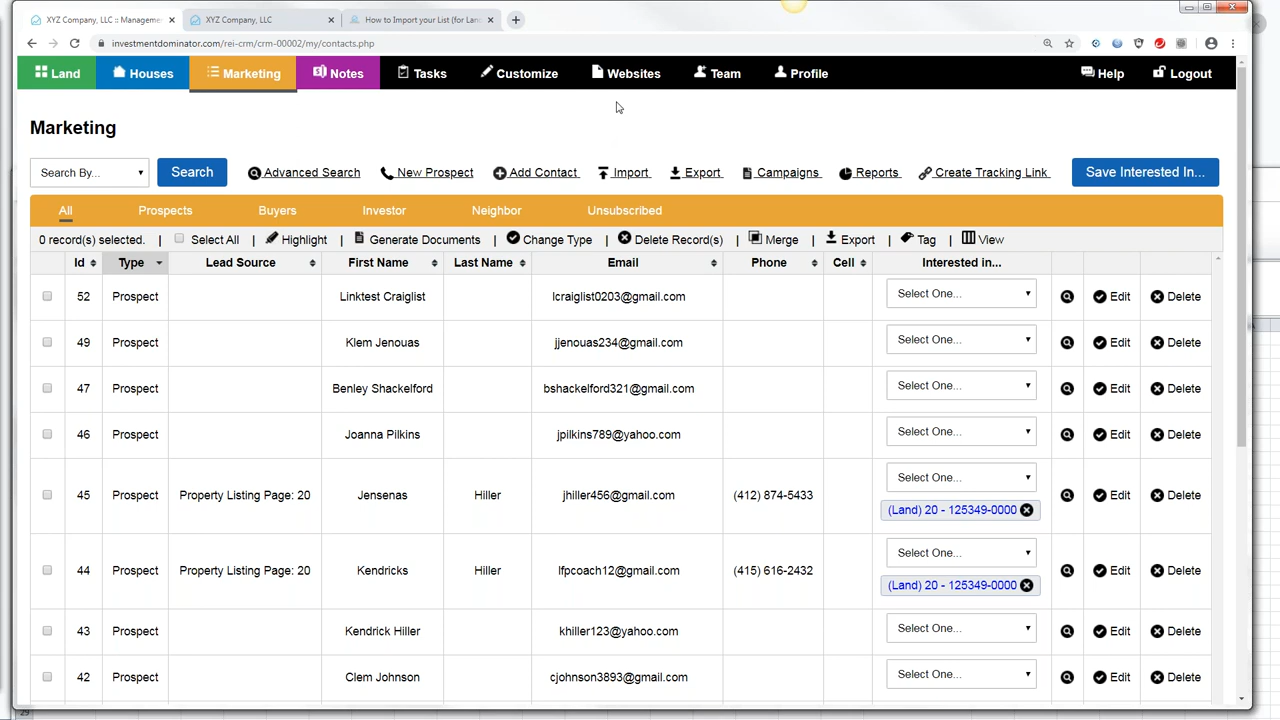 XYZ Company, LLC :: Managemer
XYZ Company, LLC
How to Import your List (for Lan
investmentdominator.com/rei-crm/crm-00002/my/contacts.php
Land Houses Marketing Notes Tasks Customize Websites Team Profile Help Logout
Marketing
Search By... Search Advanced Search New Prospect Add Contact Import Export Campaigns Reports Create Tracking Link Save Interested In...
All Prospects Buyers Investor Neighbor Unsubscribed
0 record(s) selected. | Select All Highlight | Generate Documents | Change Type | Delete Record(s) | Merge | Export | Tag | View
Id Type Lead Source First Name Last Name Email Phone Cell Interested in...
52 Prospect Linktest Craiglist lcraiglist0203@gmail.com Select One... Edit Delete
49 Prospect Klem Jenouas jjenouas234@gmail.com Select One... Edit Delete
47 Prospect Benley Shackelford bshackelford321@gmail.com Select One... Edit Delete
46 Prospect Joanna Pilkins jpilkins789@yahoo.com Select One... Edit Delete
45 Prospect Property Listing Page: 20 Jensenas Hiller jhiller456@gmail.com (412) 874-5433 Select One... Edit Delete
(Land) 20 - 125349-0000
44 Prospect Property Listing Page: 20 Kendricks Hiller lfpcoach12@gmail.com (415) 616-2432 Select One... Edit Delete
(Land) 20 - 125349-0000
43 Prospect Kendrick Hiller khiller123@yahoo.com Select One... Edit Delete
42 Prospect Clem Johnson cjohnson3893@gmail.com Select One... Edit Delete